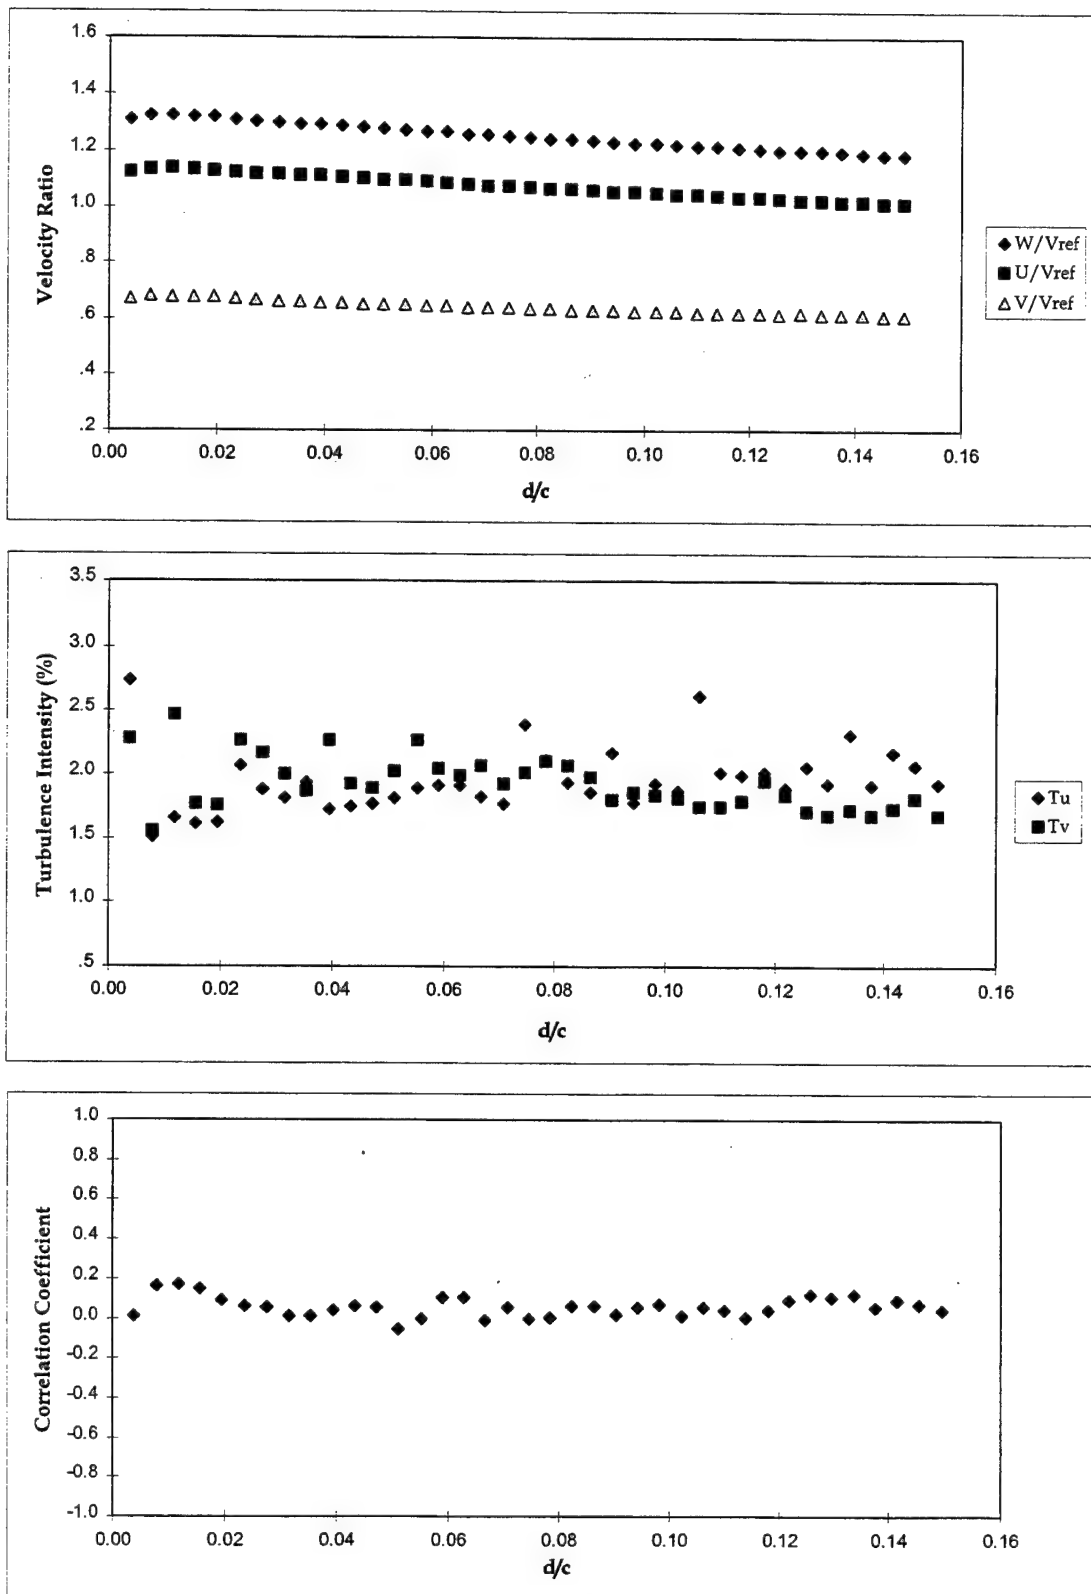 1.6
1.4
1.2
1.0
.8
.6
.4
.2
Velocity Ratio
0.00 0.02 0.04 0.06 0.08 0.10 0.12 0.14 0.16
d/c
W/Vref
U/Vref
V/Vref
3.5
3.0
2.5
2.0
1.5
1.0
.5
Turbulence Intensity (%)
0.00 0.02 0.04 0.06 0.08 0.10 0.12 0.14 0.16
d/c
Tu
Tv
1.0
0.8
0.6
0.4
0.2
0.0
-0.2
-0.4
-0.6
-0.8
-1.0
Correlation Coefficient
0.00 0.02 0.04 0.06 0.08 0.10 0.12 0.14 0.16
d/c